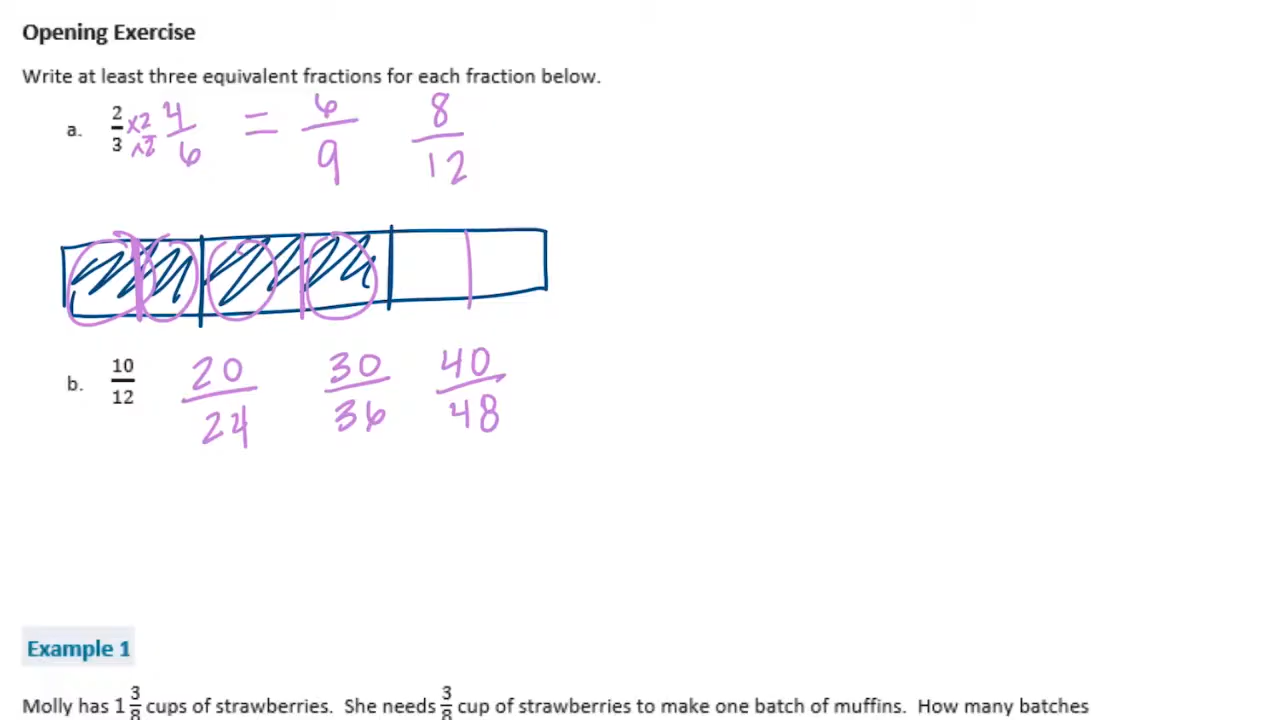 Opening Exercise
Write at least three equivalent fractions for each fraction below.
a. 2/3 ×2/×2 4/6 = 6/9 8/12
b. 10/12 20/24 30/36 40/48
Example 1
Molly has 1 3/8 cups of strawberries. She needs 3/8 cup of strawberries to make one batch of muffins. How many batches